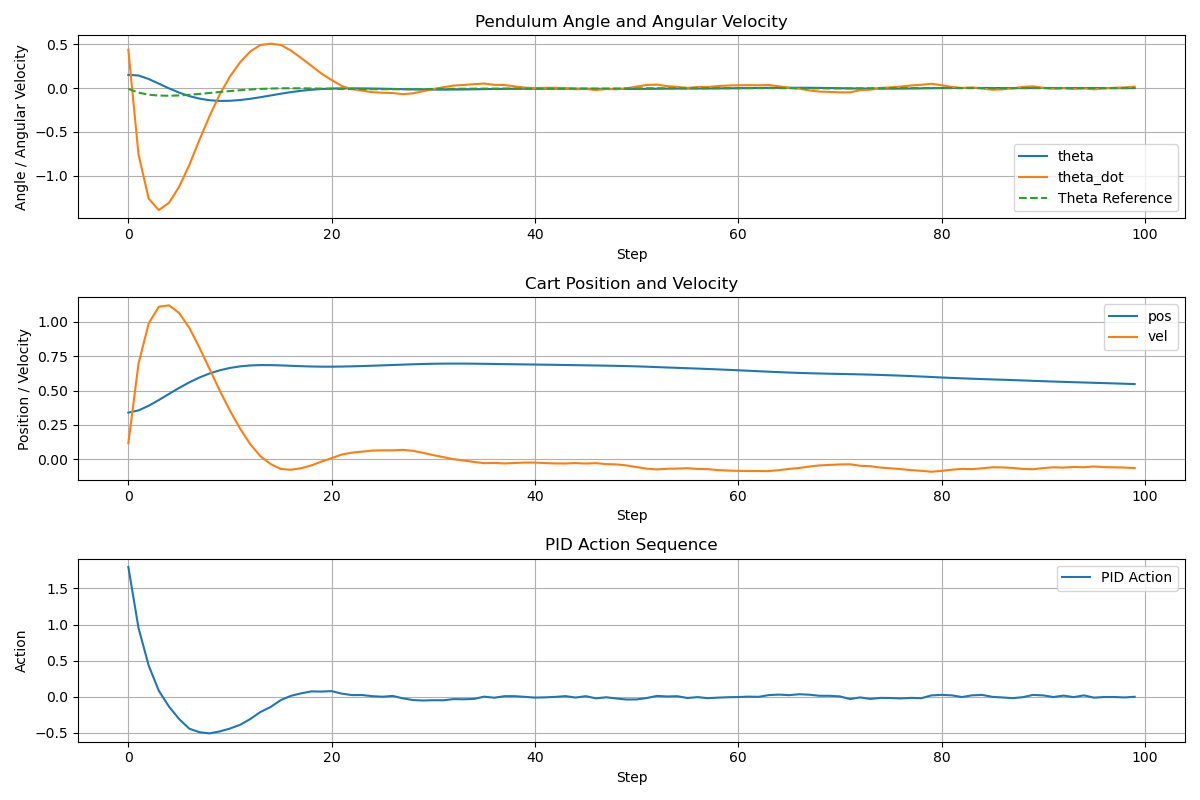 Pendulum Angle and Angular Velocity
Angle / Angular Velocity
0.5
0.0
−0.5
−1.0
theta
theta_dot
Theta Reference
0 20 40 60 80 100
Step
Cart Position and Velocity
Position / Velocity
1.00
0.75
0.50
0.25
0.00
pos
vel
0 20 40 60 80 100
Step
PID Action Sequence
Action
1.5
1.0
0.5
0.0
−0.5
PID Action
0 20 40 60 80 100
Step